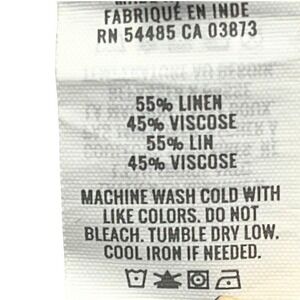 FABRIQUÉ EN INDE
RN 54485 CA 03873
55% LINEN
45% VISCOSE
55% LIN
45% VISCOSE
MACHINE WASH COLD WITH
LIKE COLORS. DO NOT
BLEACH. TUMBLE DRY LOW.
COOL IRON IF NEEDED.